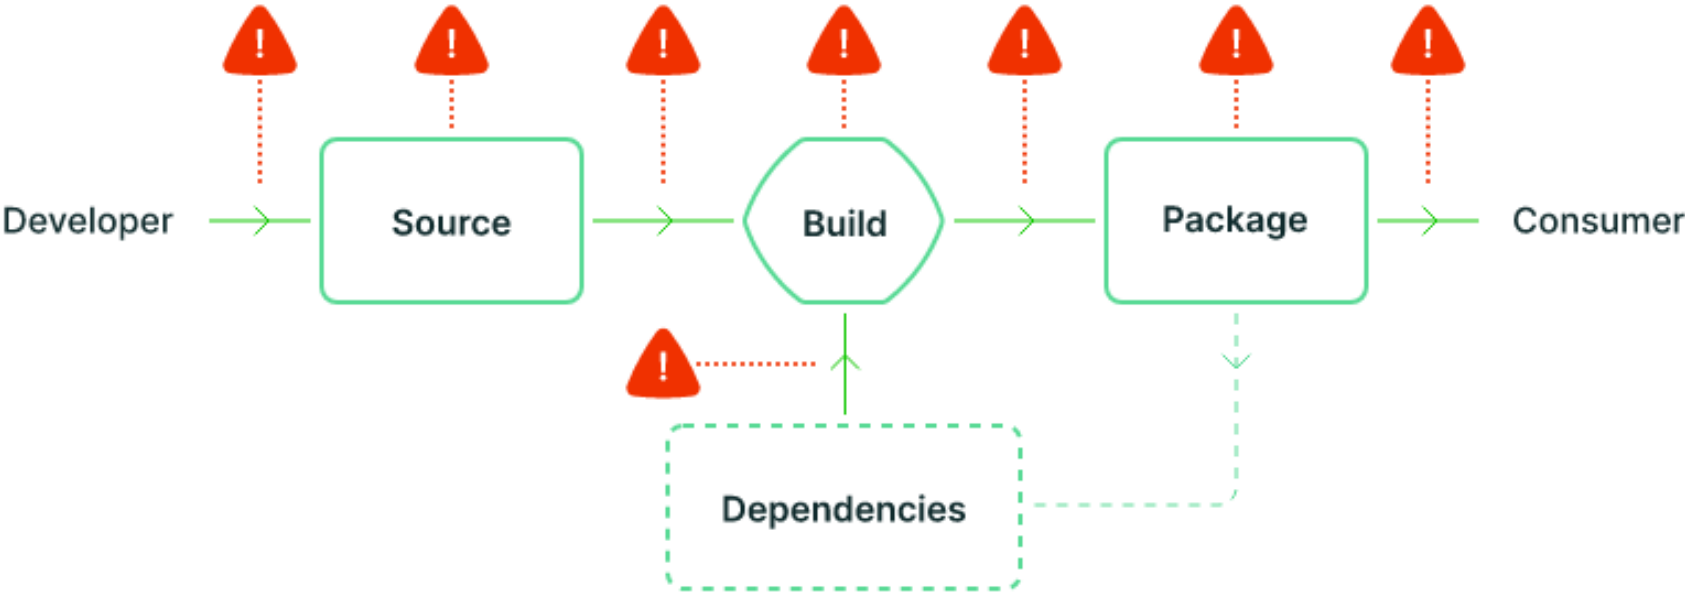 !
!
!
!
!
!
!
Developer
Source
Build
Package
Consumer
!
Dependencies